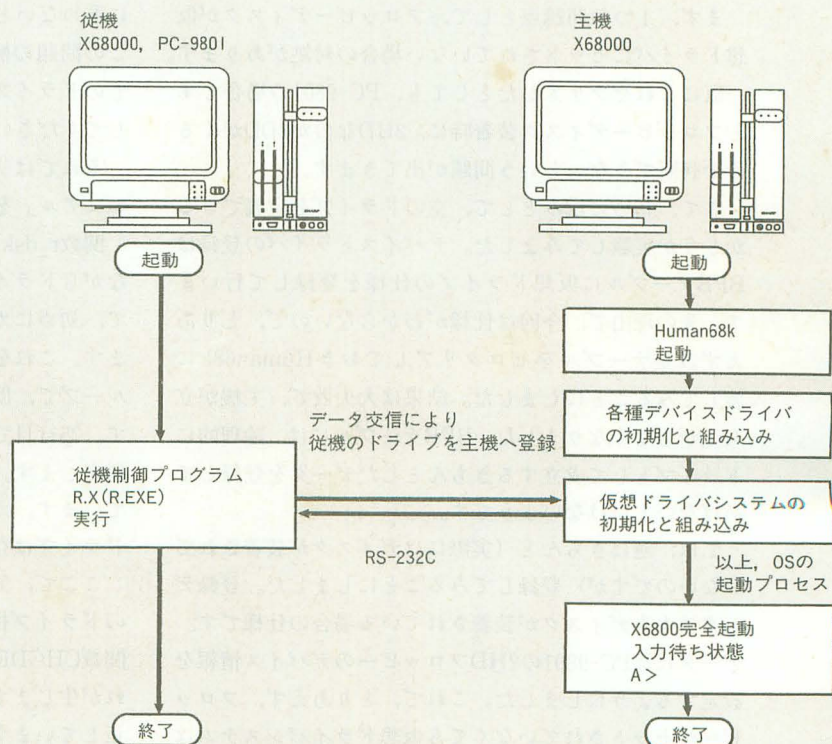 従機
X68000, PC-9801
主機
X68000
起動
起動
Human68k
起動
各種デバイスドライバ
の初期化と組み込み
データ交信により
従機のドライブを主機へ登録
従機制御プログラム
R.X(R.EXE)
実行
仮想ドライバシステムの
初期化と組み込み
RS-232C
以上，OSの
起動プロセス
X6800完全起動
入力待ち状態
A>
終了
終了